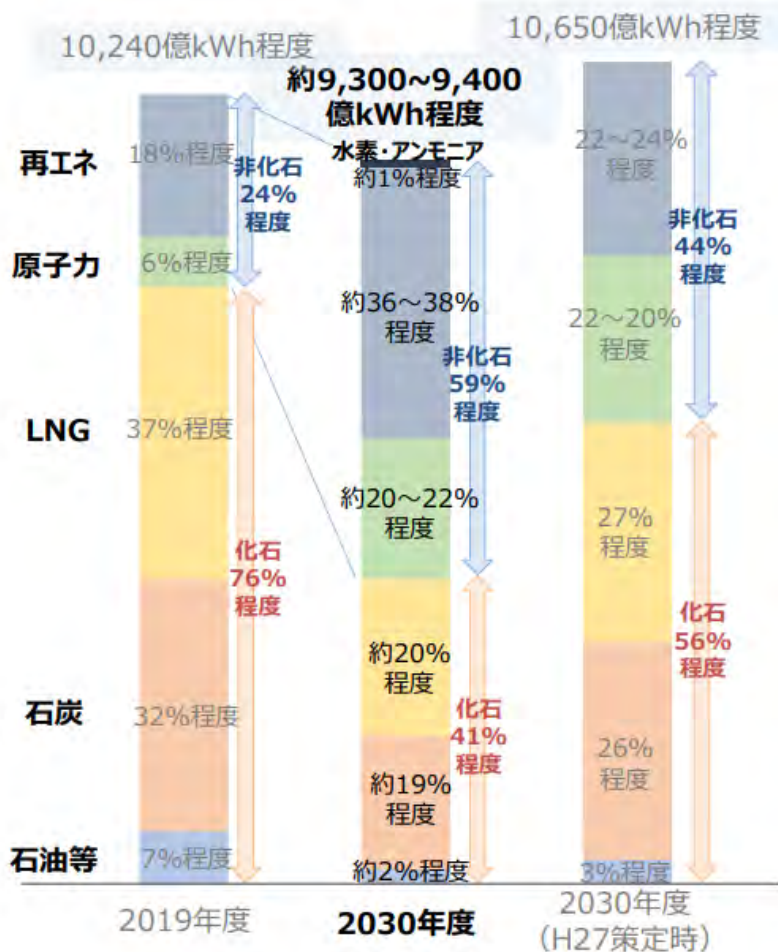 10,240億kWh程度
10,650億kWh程度
約9,300~9,400
億kWh程度
水素・アンモニア
約1%程度
再エネ
18%程度
非化石
24%
程度
22～24%
程度
原子力
6%程度
約36～38%
程度
非化石
44%
程度
22～20%
程度
非化石
59%
程度
LNG
37%程度
約20～22%
程度
27%
程度
化石
76%
程度
約20%
程度
化石
56%
程度
石炭
32%程度
化石
41%
程度
約19%
程度
26%
程度
石油等
7%程度
約2%程度
3%程度
2019年度
2030年度
2030年度
（H27策定時）